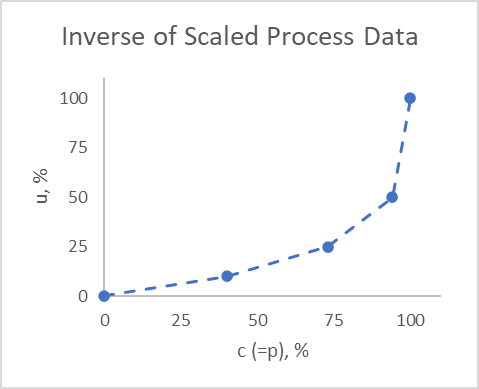 Inverse of Scaled Process Data
100
75
50
25
0
u, %
0 25 50 75 100
c (=p), %